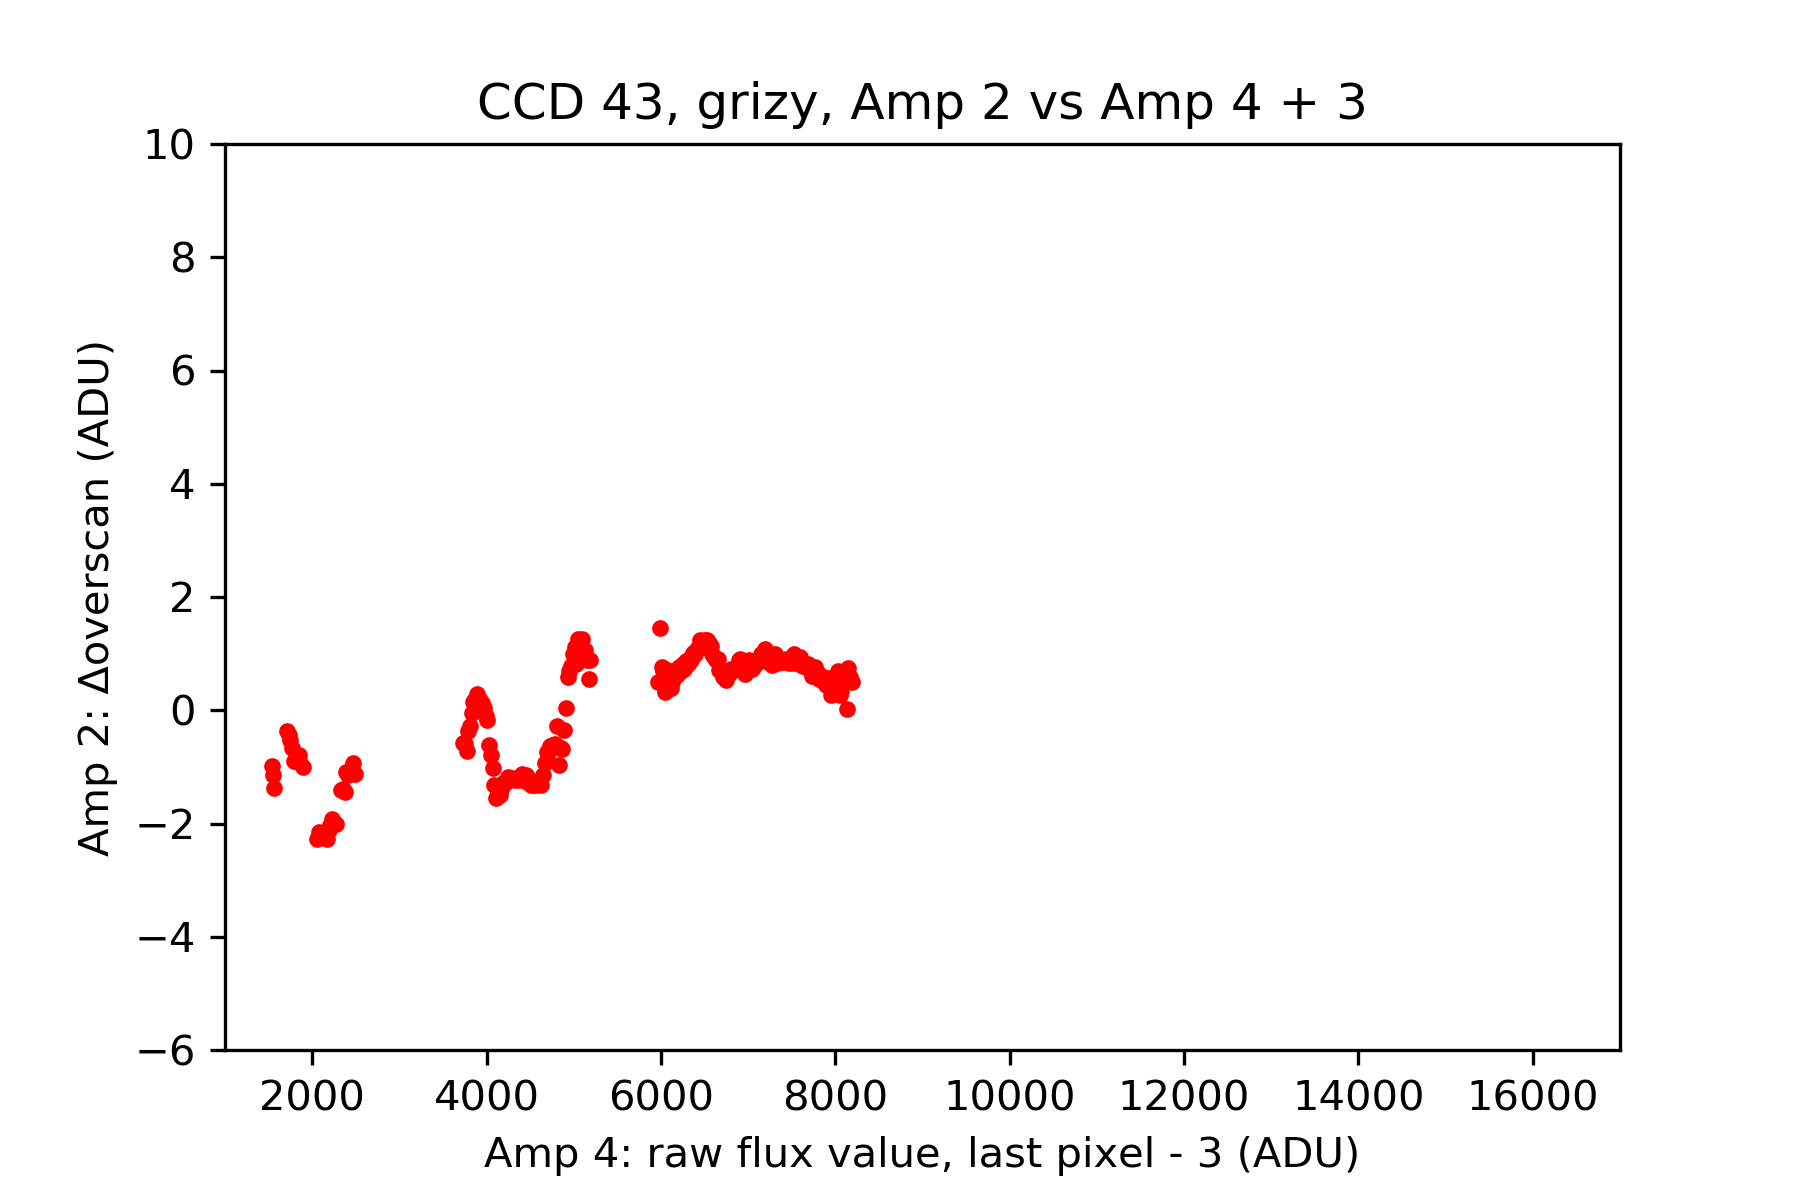 CCD 43, grizy, Amp 2 vs Amp 4 + 3
10
8
6
4
2
0
−2
−4
−6
Amp 2: Δoverscan (ADU)
2000 4000 6000 8000 10000 12000 14000 16000
Amp 4: raw flux value, last pixel - 3 (ADU)